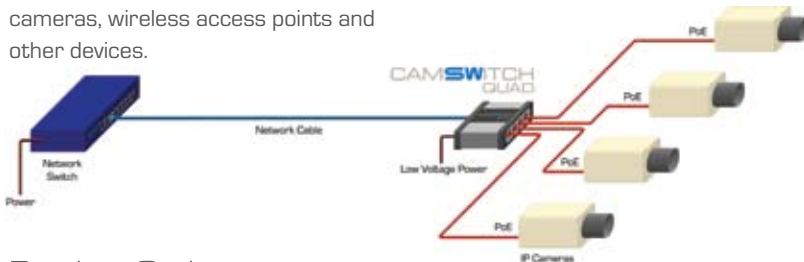 cameras, wireless access points and
other devices.
CAMSWITCH
QUAD
PoE
PoE
Network Cable
Network
Switch
Low Voltage Power
PoE
Power
PoE
IP Cameras